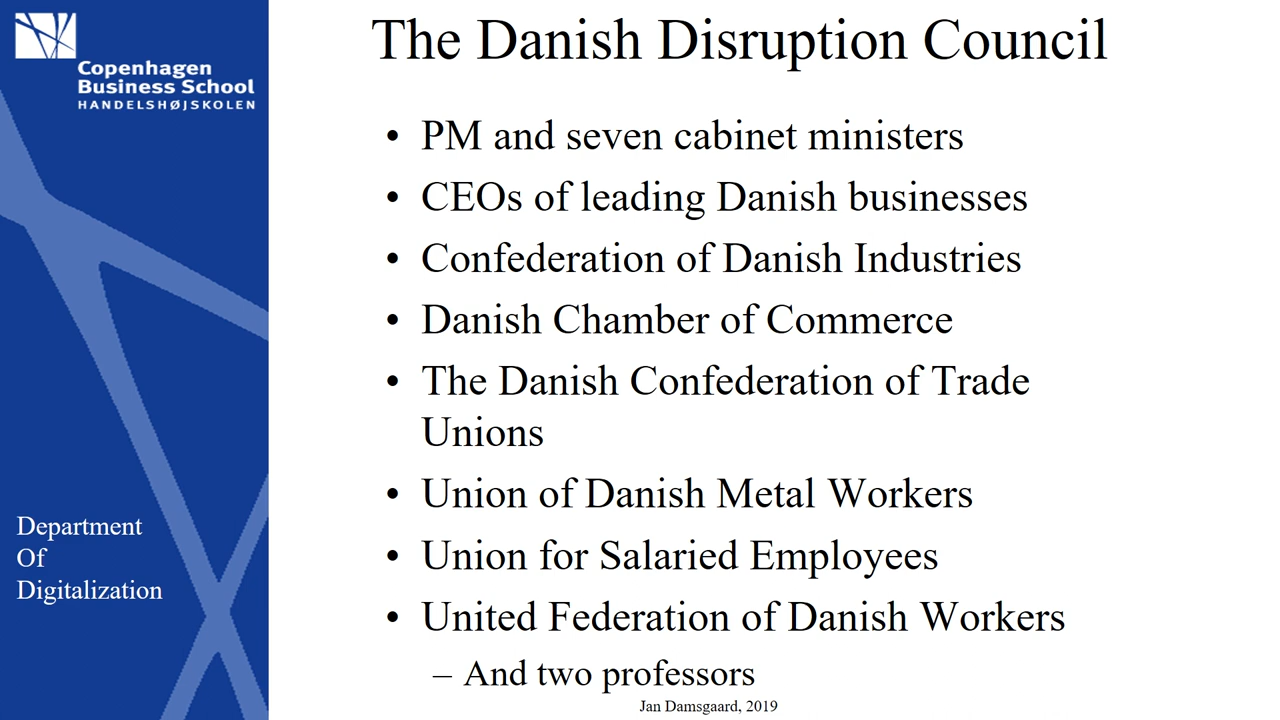 Copenhagen
Business School
HANDELSHØJSKOLEN
The Danish Disruption Council
• PM and seven cabinet ministers
• CEOs of leading Danish businesses
• Confederation of Danish Industries
• Danish Chamber of Commerce
• The Danish Confederation of Trade
Unions
• Union of Danish Metal Workers
• Union for Salaried Employees
• United Federation of Danish Workers
– And two professors
Department
Of
Digitalization
Jan Damsgaard, 2019